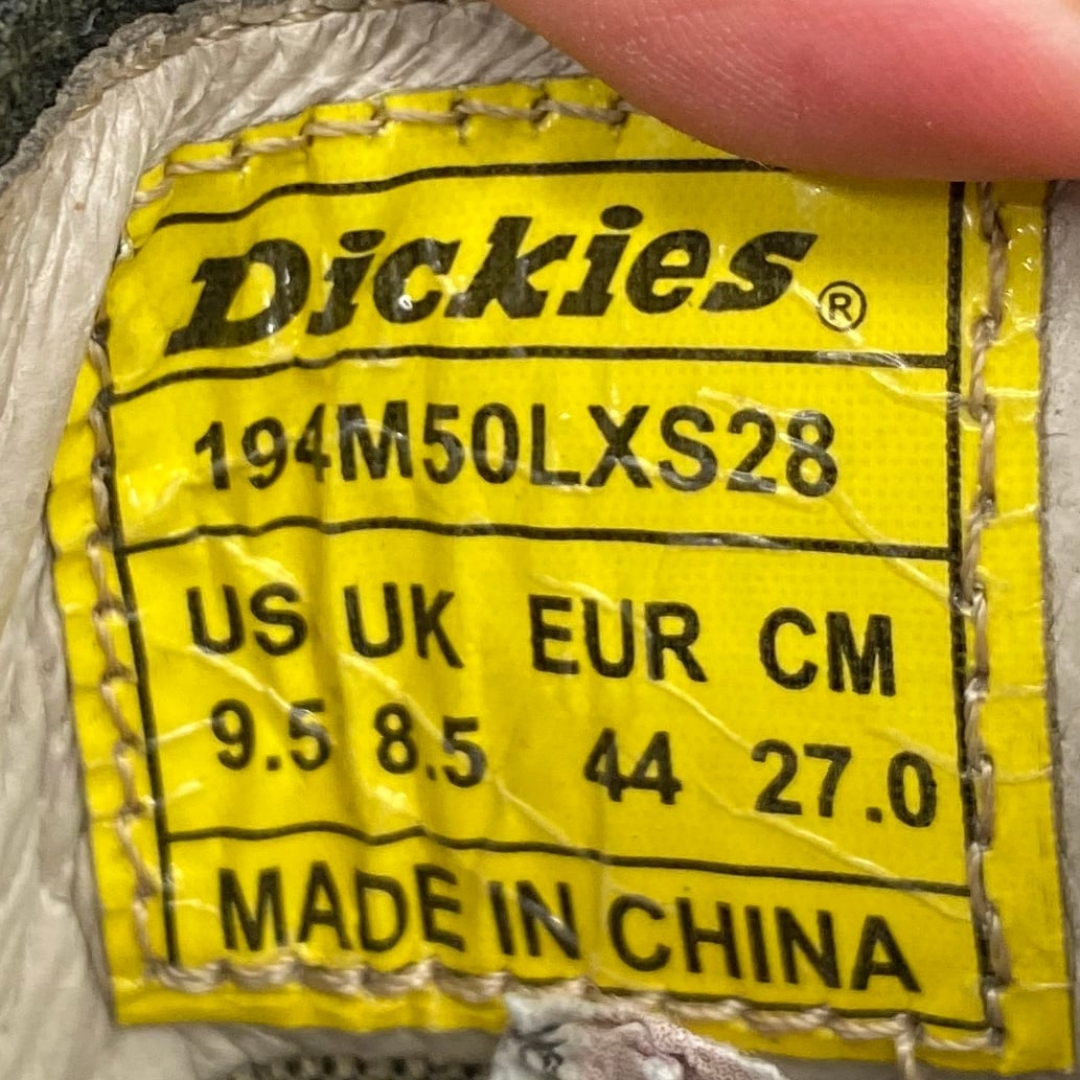 Dickies®
194M50LXS28
US UK EUR CM
9.5 8.5 44 27.0
MADE IN CHINA